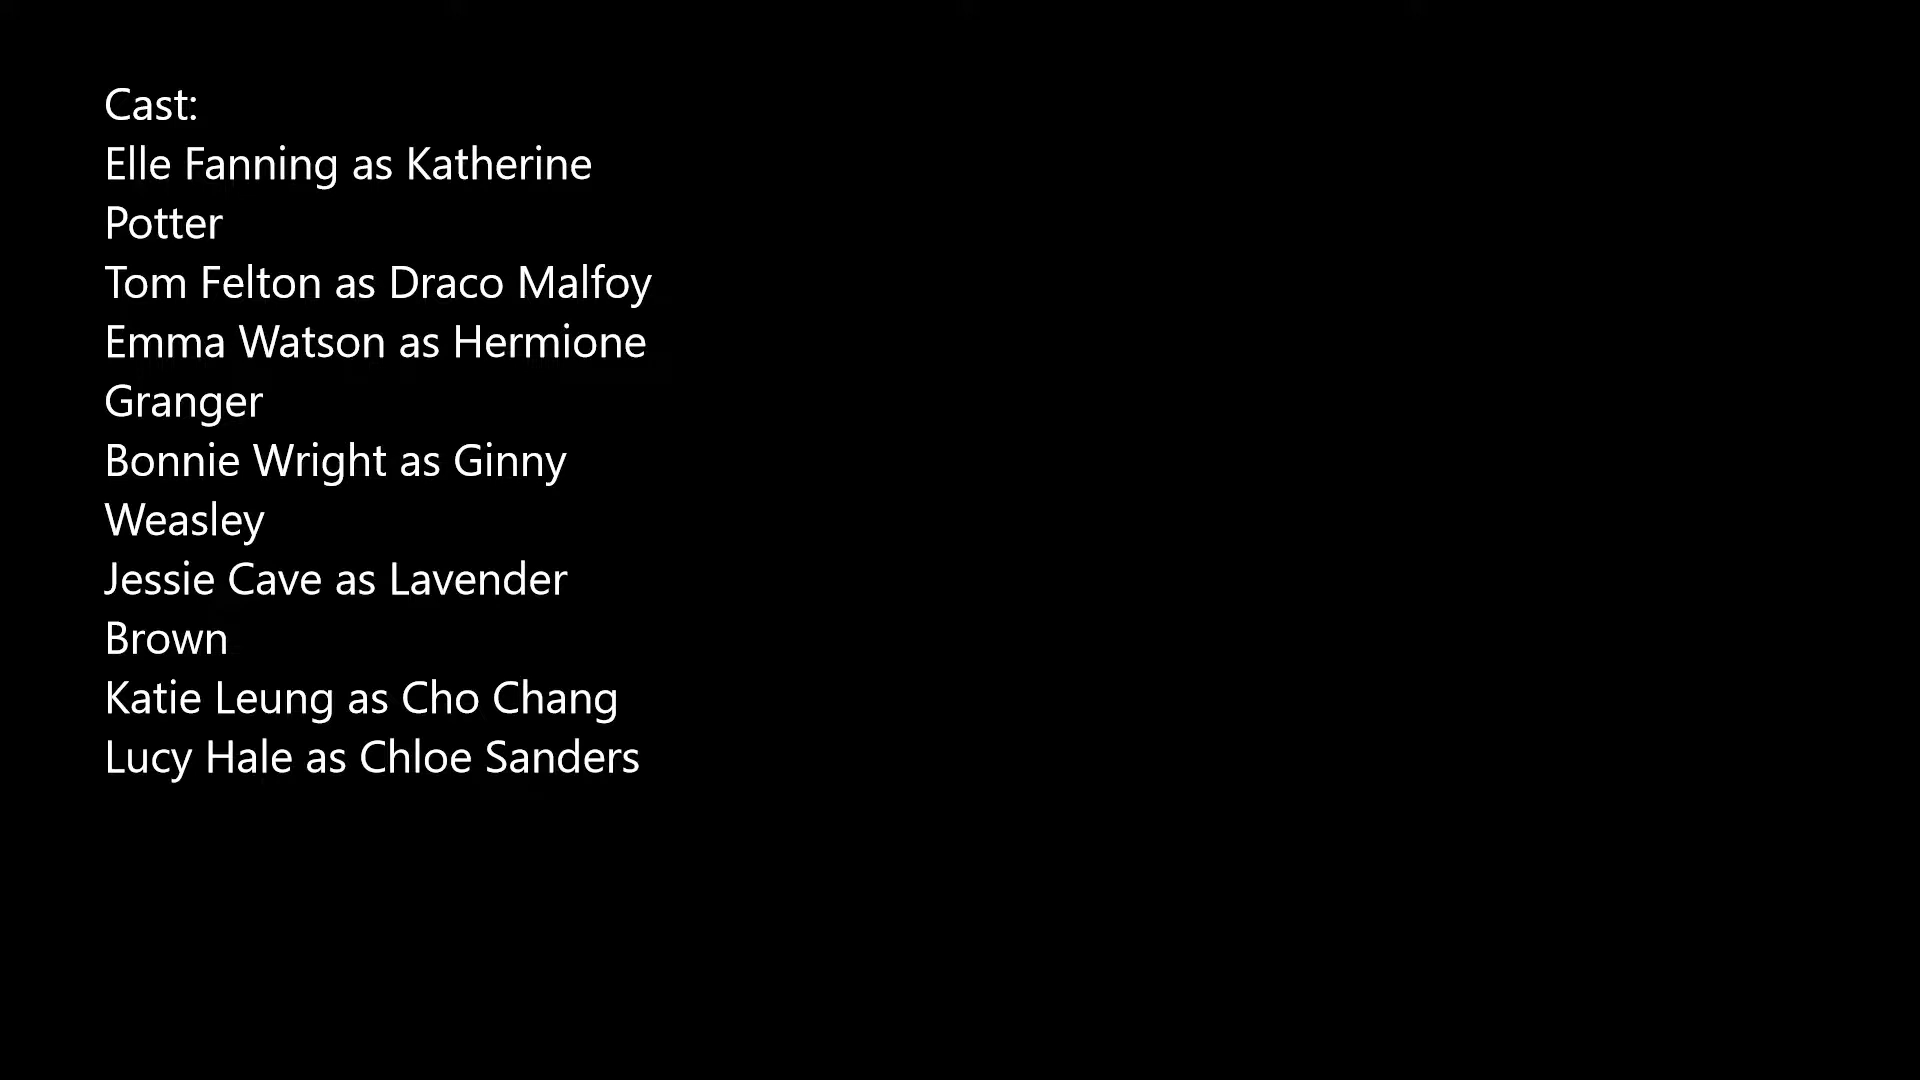 Cast:
Elle Fanning as Katherine
Potter
Tom Felton as Draco Malfoy
Emma Watson as Hermione
Granger
Bonnie Wright as Ginny
Weasley
Jessie Cave as Lavender
Brown
Katie Leung as Cho Chang
Lucy Hale as Chloe Sanders